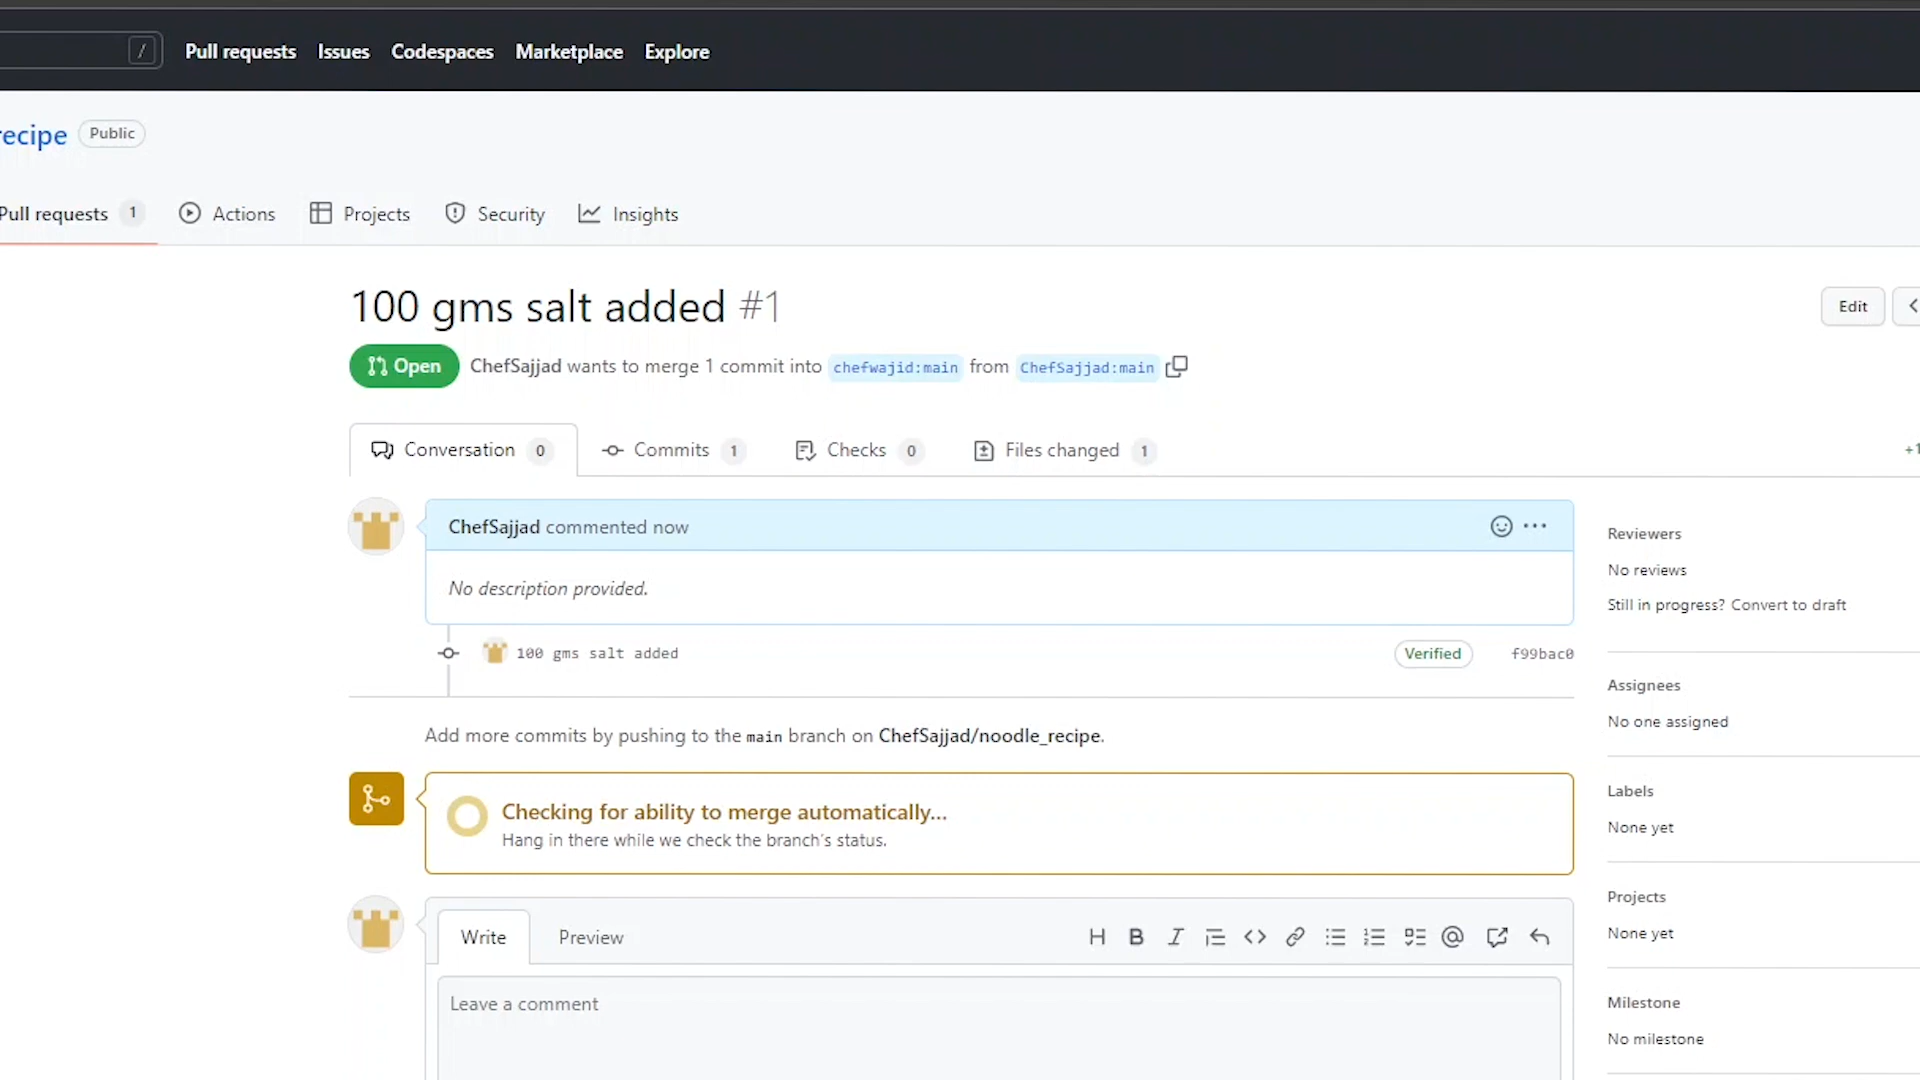 / Pull requests Issues Codespaces Marketplace Explore
recipe Public
Pull requests 1 Actions Projects Security Insights
100 gms salt added #1
Edit
Open ChefSajjad wants to merge 1 commit into chefwajid:main from ChefSajjad:main
Conversation 0 Commits 1 Checks 0 Files changed 1 +1
ChefSajjad commented now
No description provided.
100 gms salt added Verified f99bac0
Add more commits by pushing to the main branch on ChefSajjad/noodle_recipe.
Checking for ability to merge automatically...
Hang in there while we check the branch's status.
Write Preview H B I
Leave a comment
Reviewers
No reviews
Still in progress? Convert to draft
Assignees
No one assigned
Labels
None yet
Projects
None yet
Milestone
No milestone